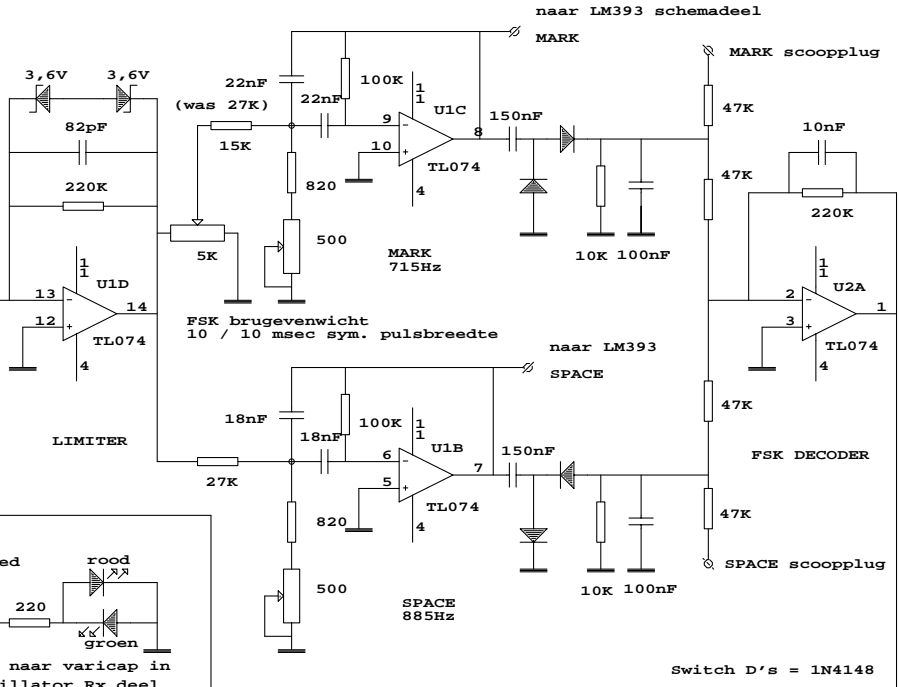 naar LM393 schemadeel
MARK
MARK scoopplug
3,6V
3,6V
22nF
100K
(was 27K)
22nF
15K
82pF
220K
1
1
U1C
9
10
8
TL074
4
150nF
47K
10nF
47K
220K
820
500
5K
10K
100nF
MARK
715Hz
1
1
U1D
13
12
14
TL074
4
FSK brugevenwicht
10 / 10 msec sym. pulsbreedte
1
1
U2A
2
3
1
TL074
4
naar LM393
SPACE
18nF
100K
18nF
LIMITER
27K
1
1
U1B
6
5
7
TL074
4
150nF
47K
FSK DECODER
47K
820
500
10K
100nF
SPACE scoopplug
SPACE
885Hz
ed
rood
220
groen
naar varicap in
illator Rx deel
Switch D's = 1N4148